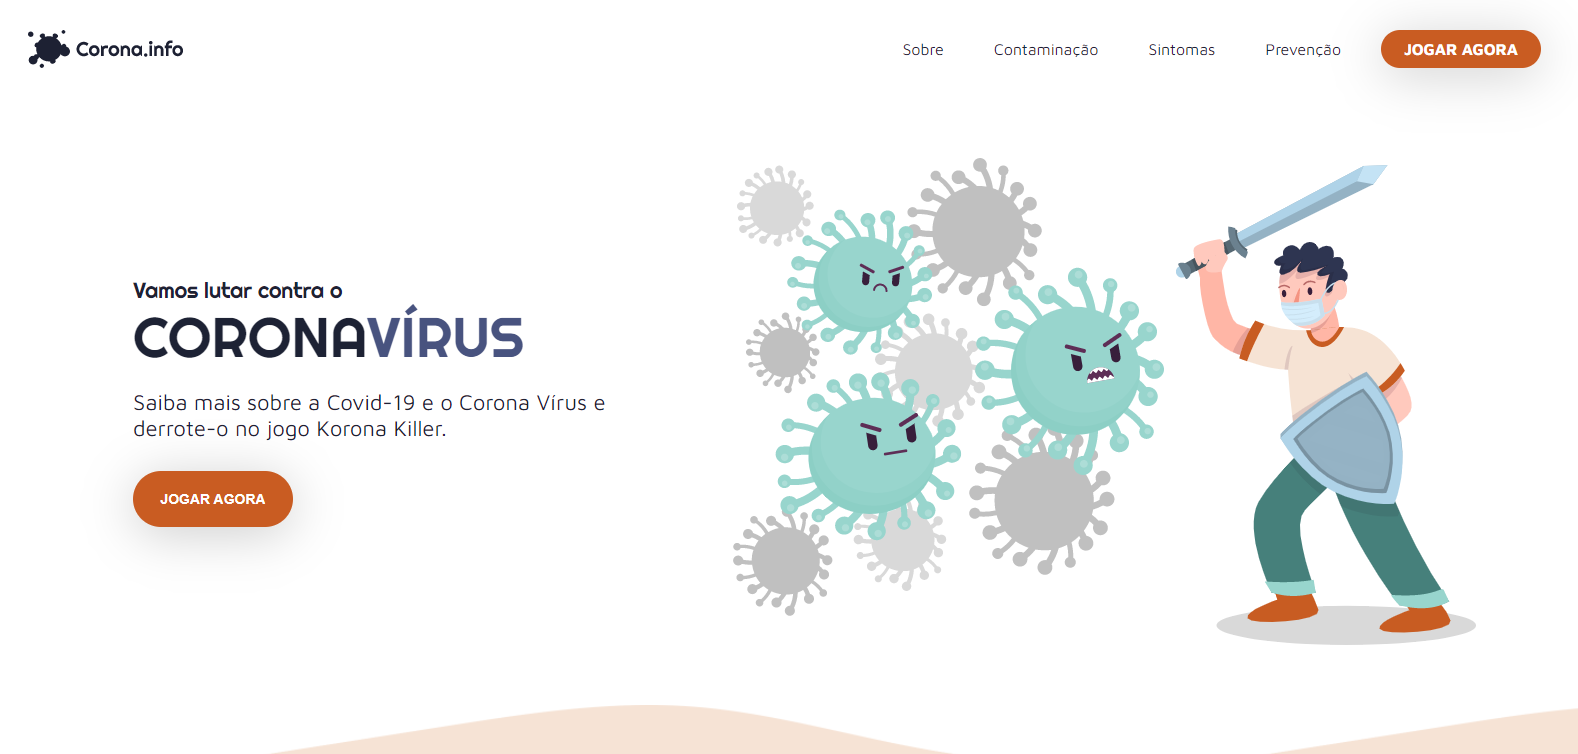 Corona.info
Sobre
Contaminação
Sintomas
Prevenção
JOGAR AGORA
Vamos lutar contra o
CORONAVÍRUS
Saiba mais sobre a Covid-19 e o Corona Vírus e
derrote-o no jogo Korona Killer.
JOGAR AGORA